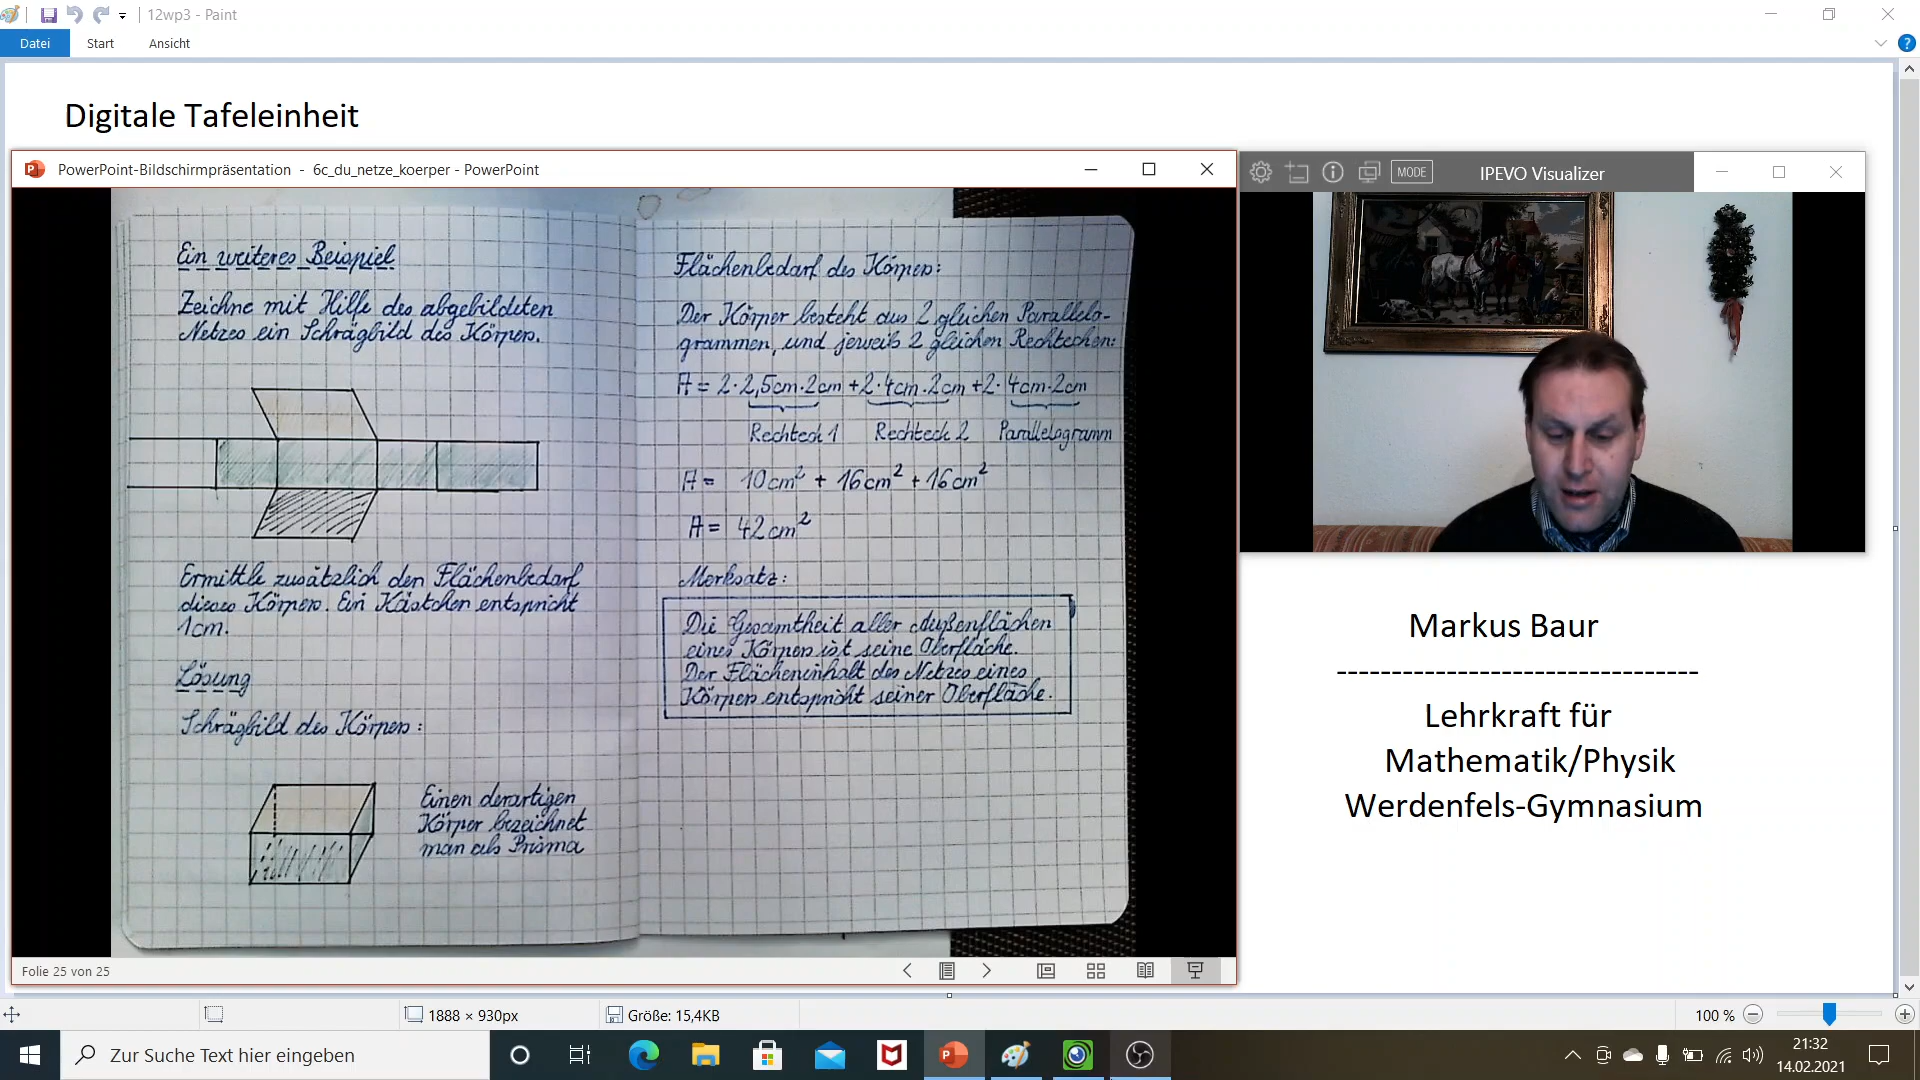 12wp3 - Paint
Datei
Start
Ansicht
Digitale Tafeleinheit
PowerPoint-Bildschirmpräsentation - 6c_du_netze_koerper - PowerPoint
Ein weiteres Beispiel
Zeichne mit Hilfe des abgebildeten
Netzes ein Schrägbild des Körpers.
Ermittle zusätzlich den Flächenbedarf
dieses Körpers. Ein Kästchen entspricht
1cm.
Lösung
Schrägbild des Körpers:
Einen derartigen
Körper bezeichnet
man als Prisma
Flächenbedarf des Körpers:
Der Körper besteht aus 2 gleichen Parallelo-
grammen, und jeweils 2 gleichen Rechtecken:
A = 2·2,5cm·2cm +2·4cm·2cm +2·4cm·2cm
Rechteck 1 Rechteck 2 Parallelogramm
A = 10cm² + 16cm² + 16cm²
A = 42cm²
Merksatz:
Die Gesamtheit aller Außenflächen
eines Körpers ist seine Oberfläche.
Der Flächeninhalt des Netzes eines
Körpers entspricht seiner Oberfläche.
Folie 25 von 25
MODE
IPEVO Visualizer
Markus Baur
------------------------------
Lehrkraft für
Mathematik/Physik
Werdenfels-Gymnasium
1888 × 930px
Größe: 15,4KB
100 %
Zur Suche Text hier eingeben
21:32
14.02.2021